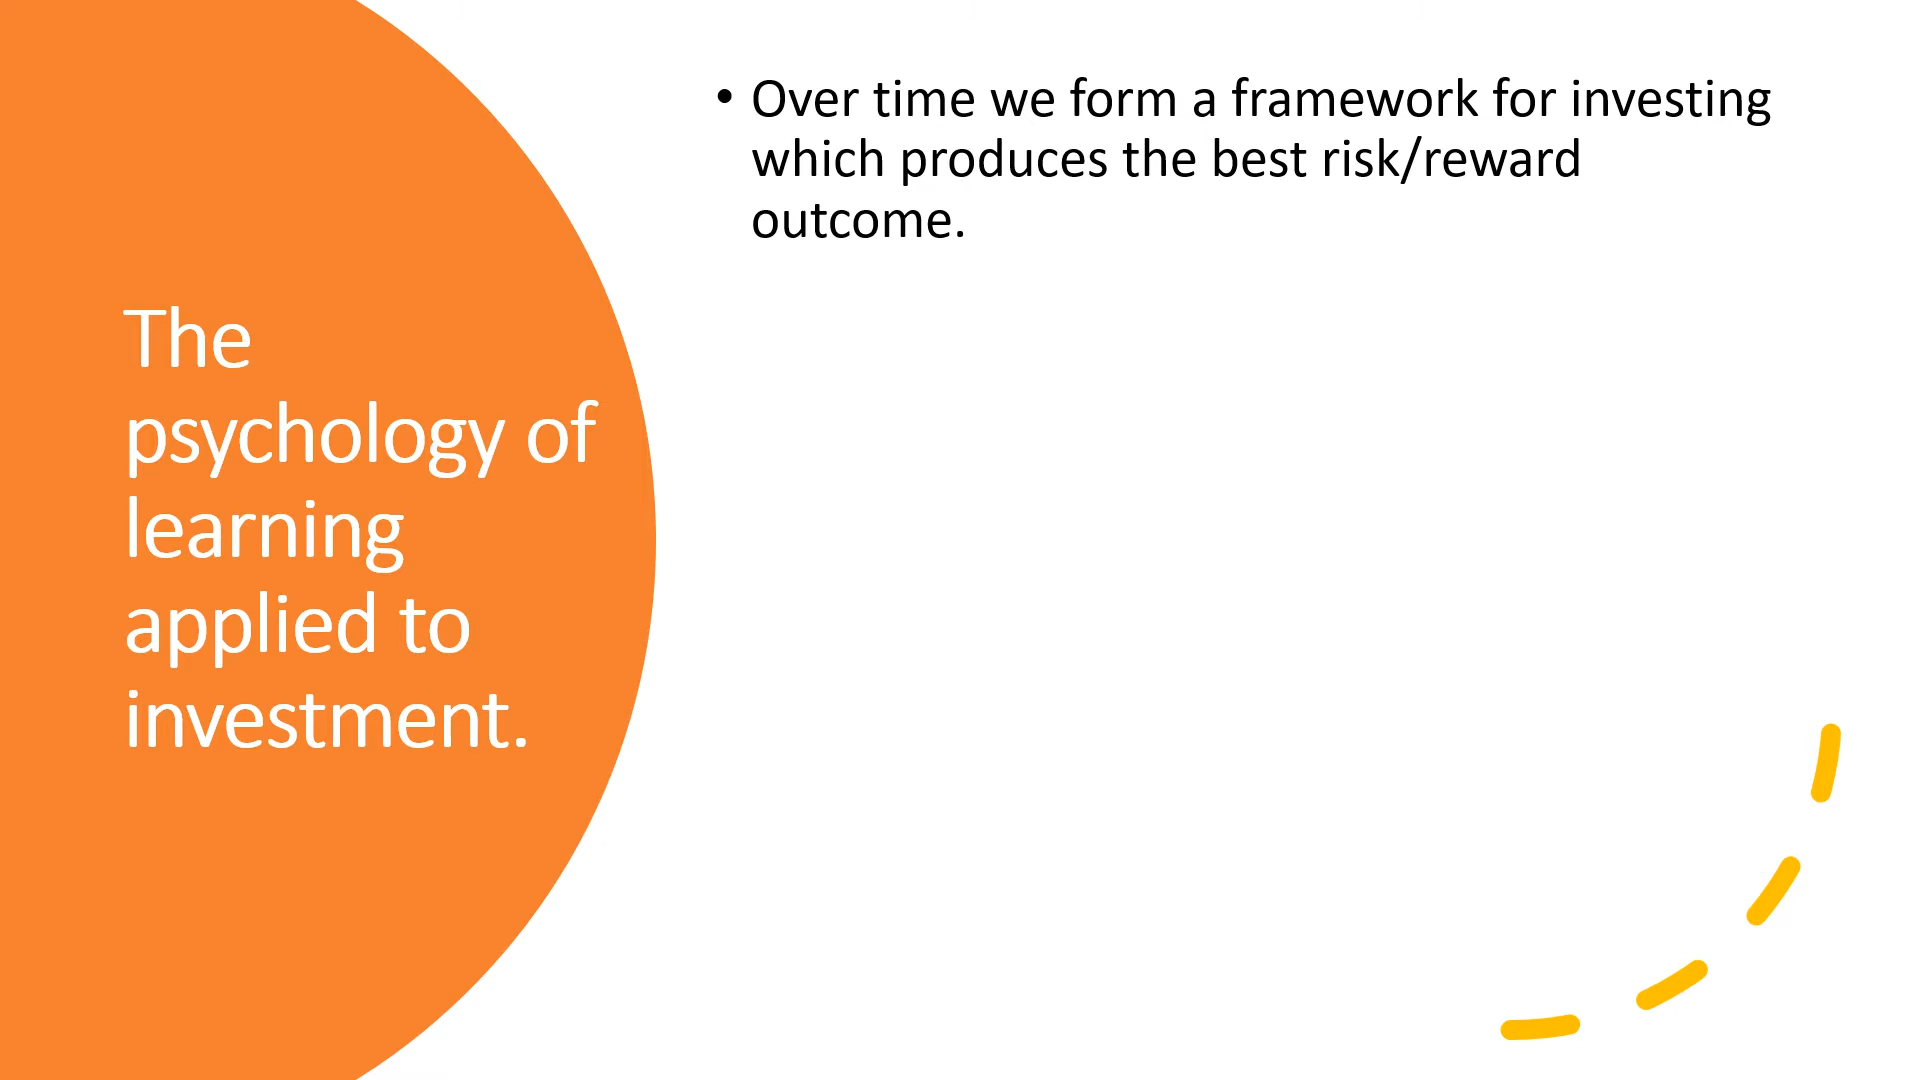 The
psychology of
learning
applied to
investment.
• Over time we form a framework for investing
which produces the best risk/reward
outcome.